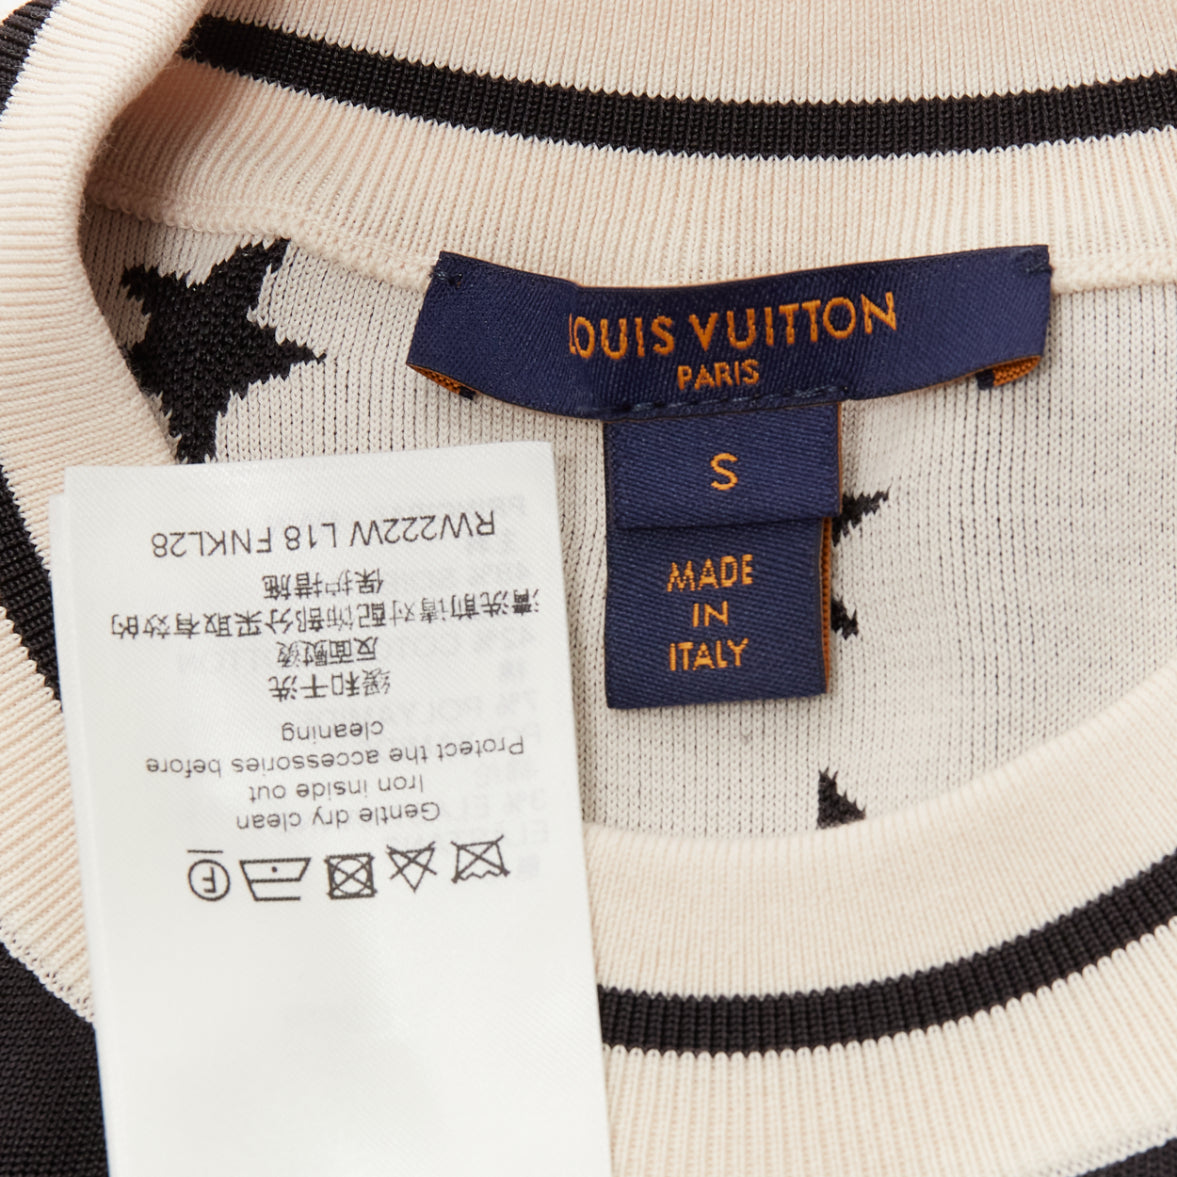 LOUIS VUITTON
PARIS
S
MADE
IN
ITALY
F
Gentle dry clean
Iron inside out
Protect the accessories before
cleaning
缓和干洗
反面熨烫
清洗前请对配饰部分采取有效的
保护措施
RW222W L18 FNKL28